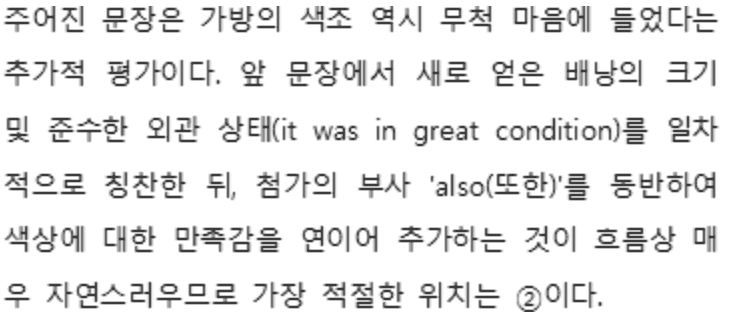 주어진 문장은 가방의 색조 역시 무척 마음에 들었다는
추가적 평가이다. 앞 문장에서 새로 얻은 배낭의 크기
및 준수한 외관 상태(it was in great condition)를 일차
적으로 칭찬한 뒤, 첨가의 부사 'also(또한)'를 동반하여
색상에 대한 만족감을 연이어 추가하는 것이 흐름상 매
우 자연스러우므로 가장 적절한 위치는 ②이다.